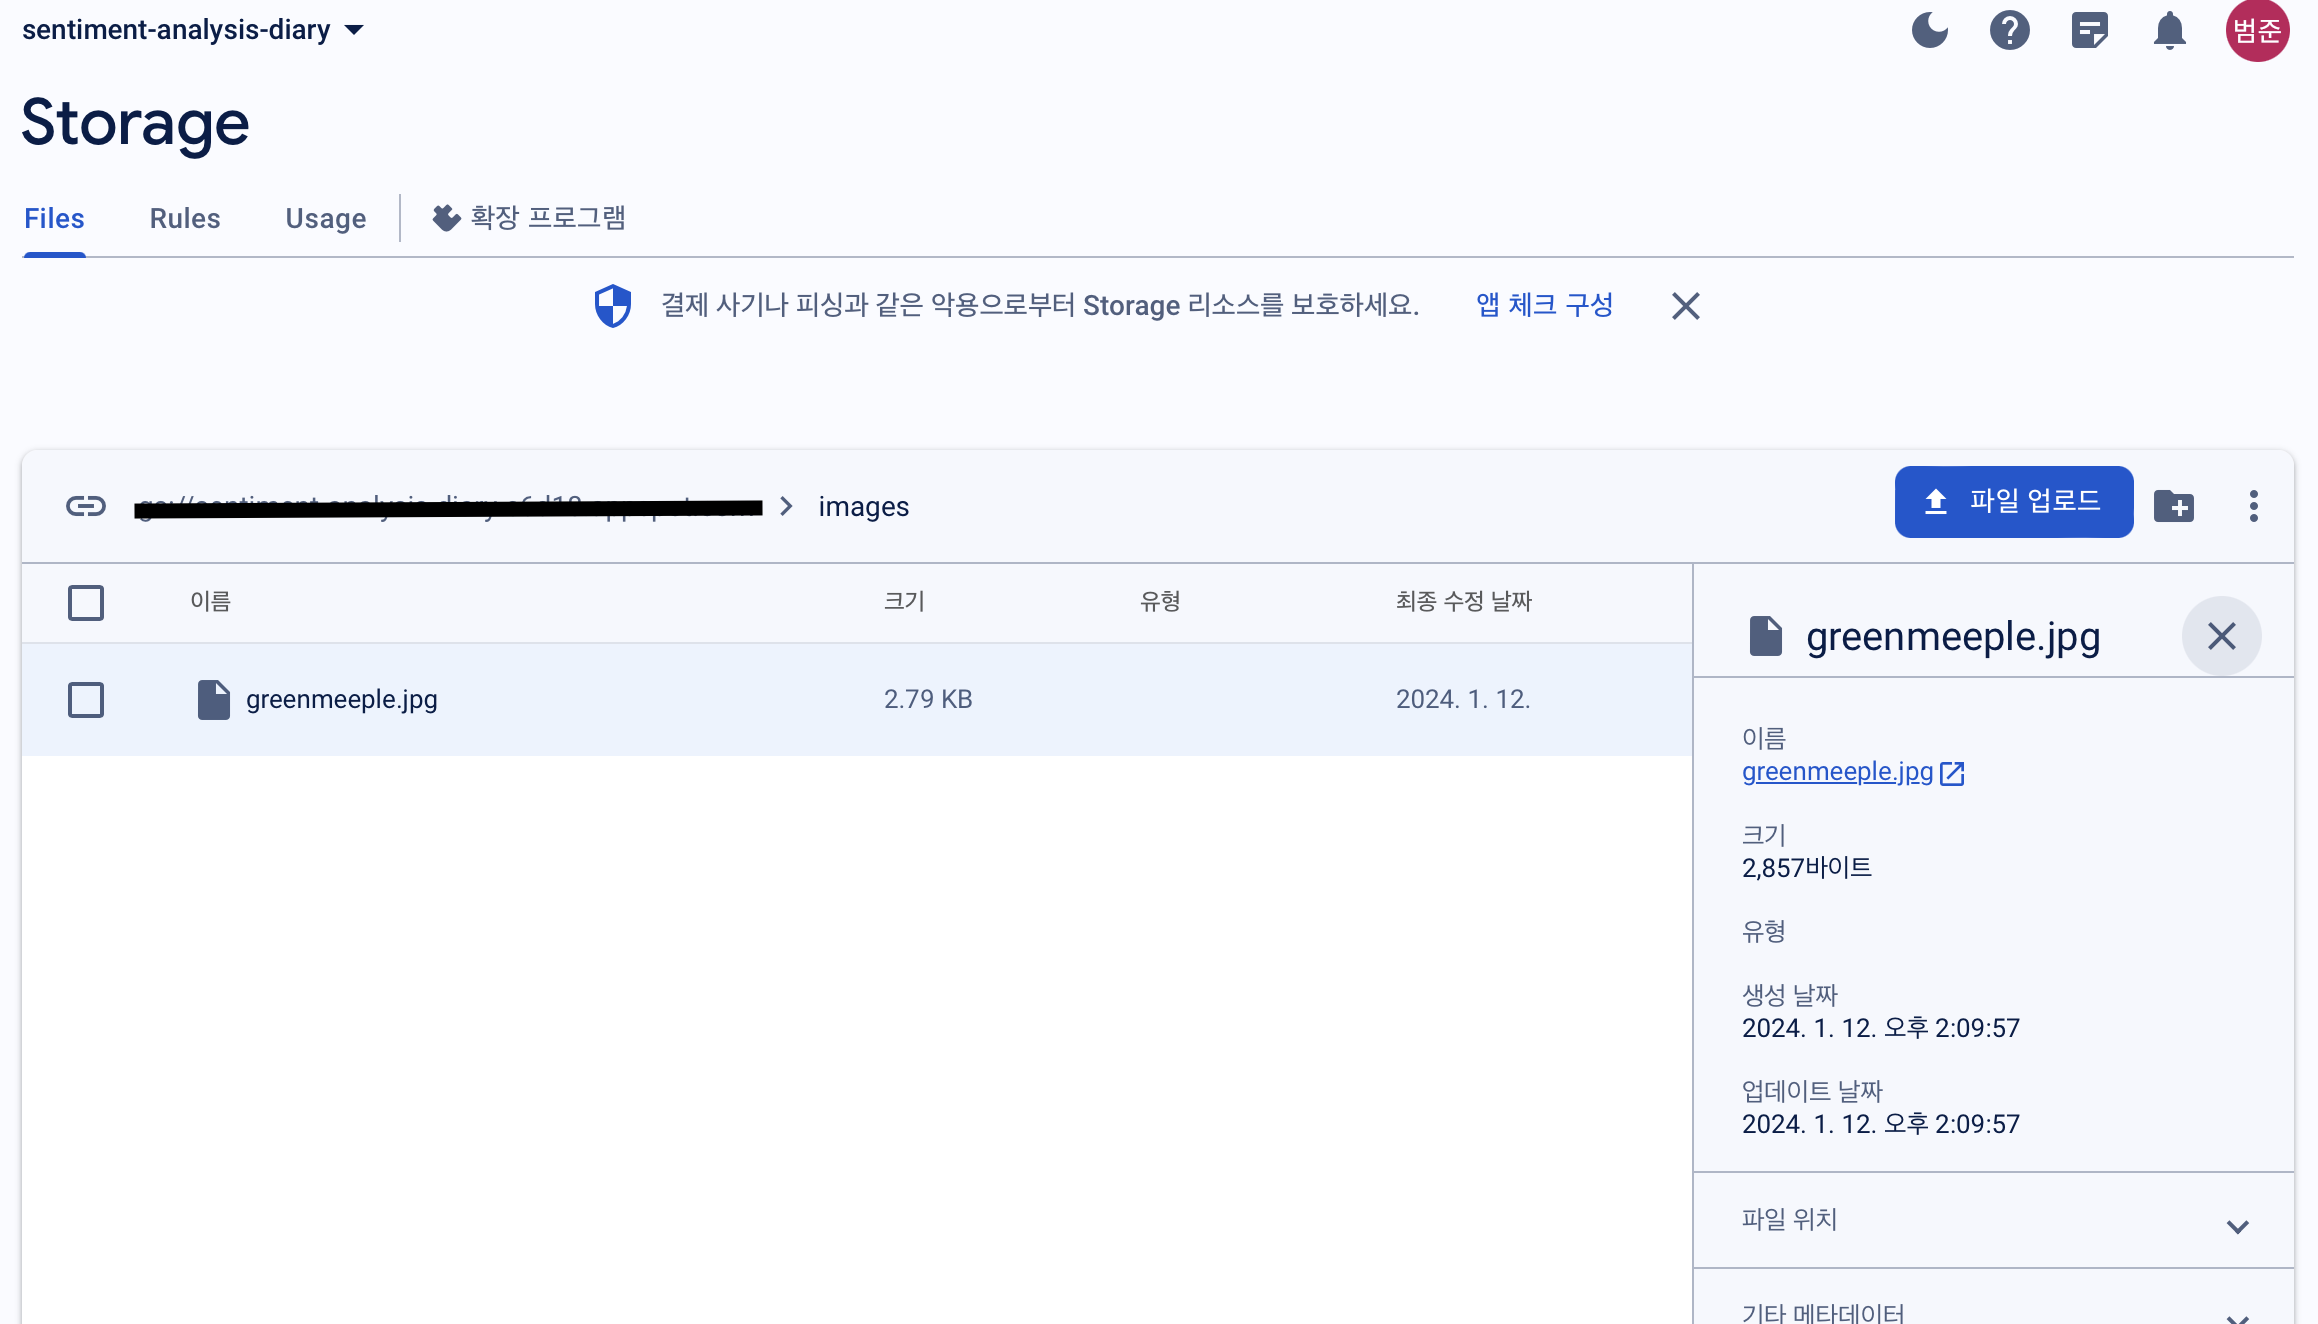 sentiment-analysis-diary
범준
Storage
Files Rules Usage 확장 프로그램
결제 사기나 피싱과 같은 악용으로부터 Storage 리소스를 보호하세요. 앱 체크 구성
images
파일 업로드
이름 크기 유형 최종 수정 날짜
greenmeeple.jpg 2.79 KB 2024. 1. 12.
greenmeeple.jpg
이름
greenmeeple.jpg
크기
2,857바이트
유형
생성 날짜
2024. 1. 12. 오후 2:09:57
업데이트 날짜
2024. 1. 12. 오후 2:09:57
파일 위치
기타 메타데이터